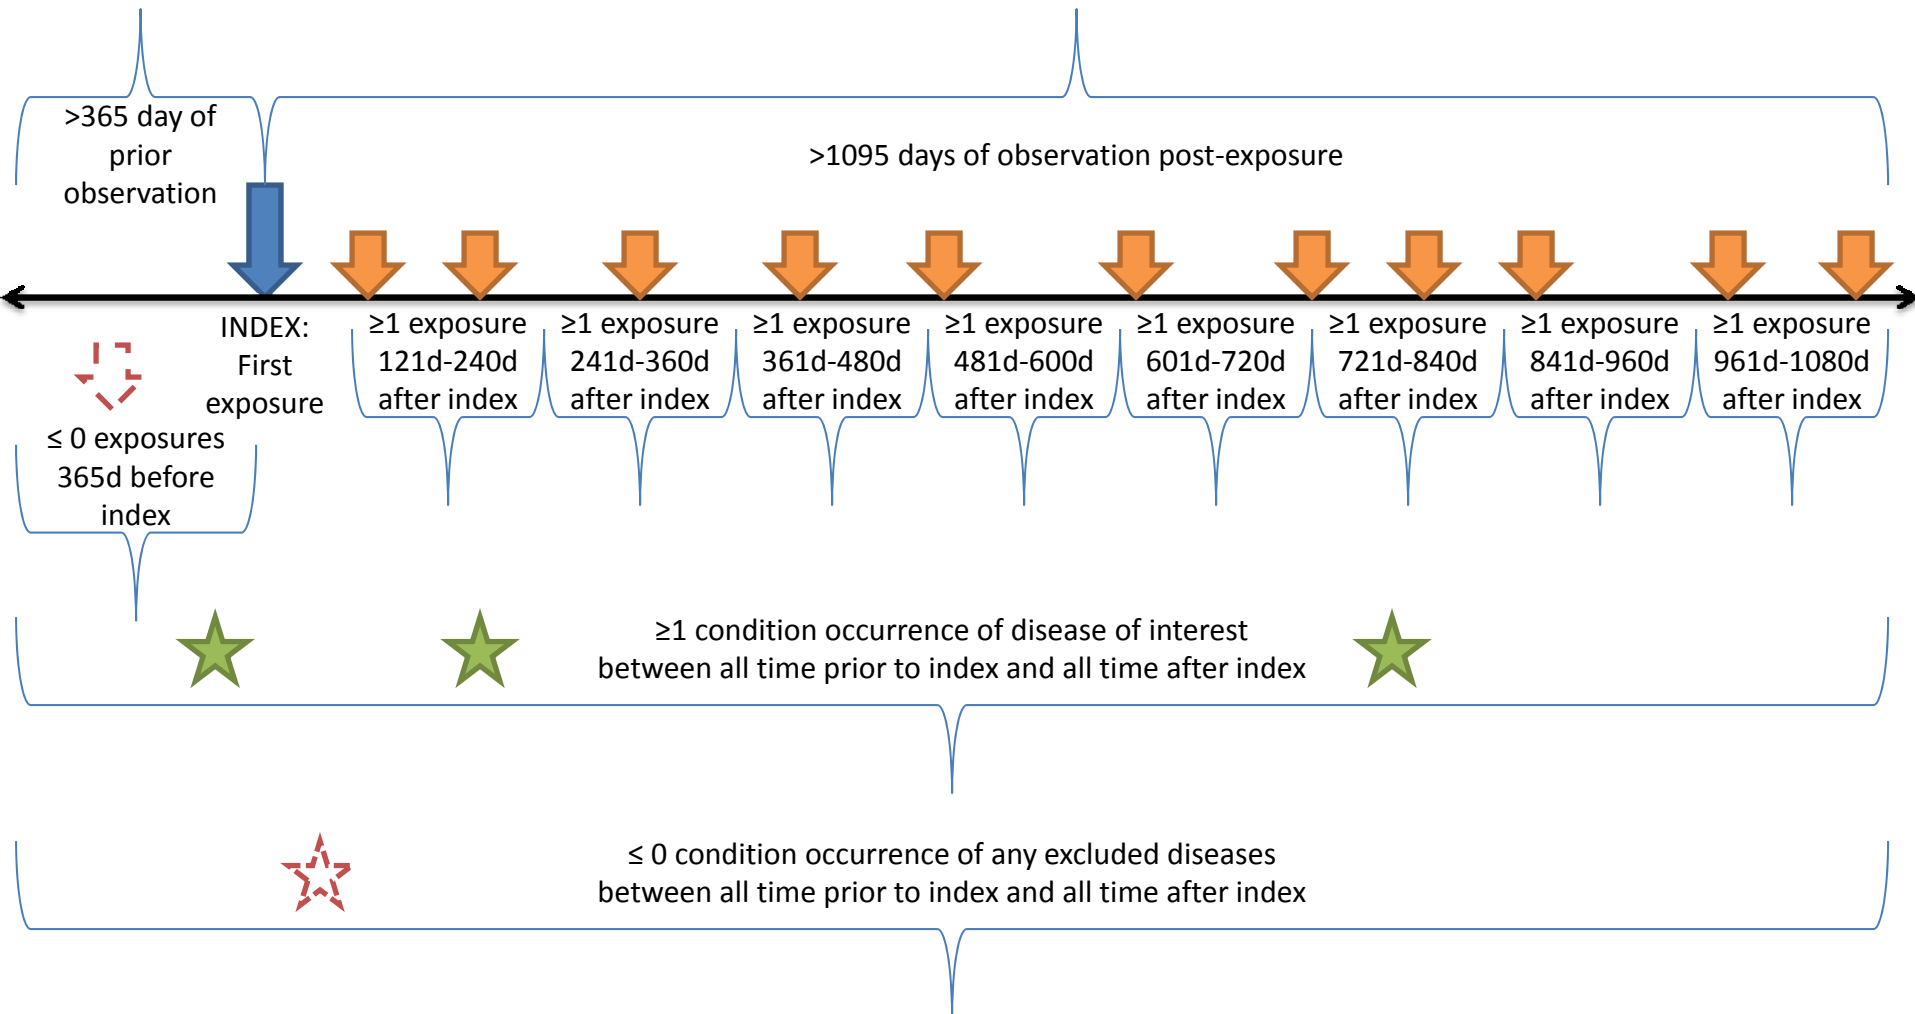 >365 day of
prior
observation
>1095 days of observation post-exposure
INDEX:
First
exposure
≥1 exposure
121d-240d
after index
≥1 exposure
241d-360d
after index
≥1 exposure
361d-480d
after index
≥1 exposure
481d-600d
after index
≥1 exposure
601d-720d
after index
≥1 exposure
721d-840d
after index
≥1 exposure
841d-960d
after index
≥1 exposure
961d-1080d
after index
≤ 0 exposures
365d before
index
≥1 condition occurrence of disease of interest
between all time prior to index and all time after index
≤ 0 condition occurrence of any excluded diseases
between all time prior to index and all time after index